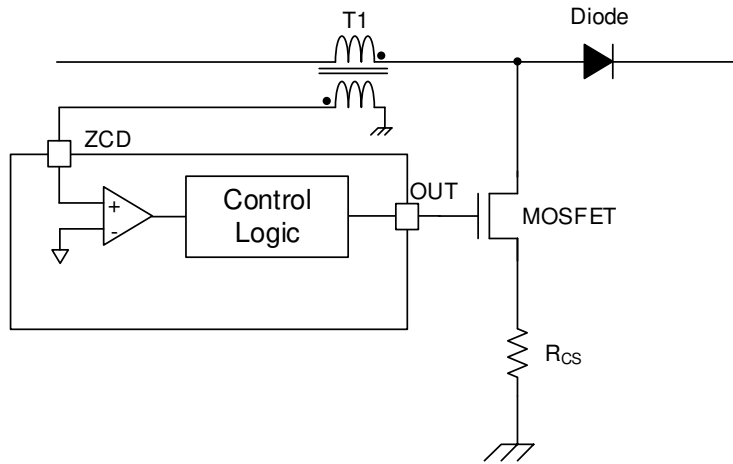 T1
Diode
ZCD
+
-
Control
Logic
OUT
MOSFET
RCS